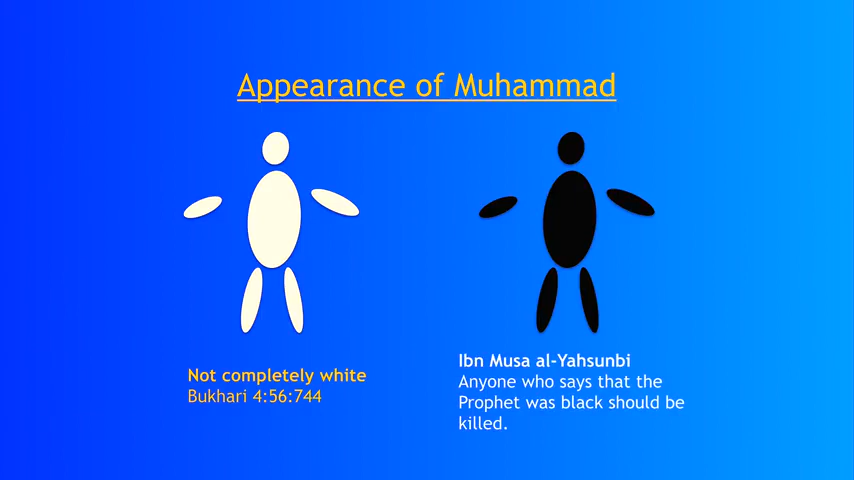 Appearance of Muhammad
Not completely white
Bukhari 4:56:744
Ibn Musa al-Yahsunbi
Anyone who says that the
Prophet was black should be
killed.